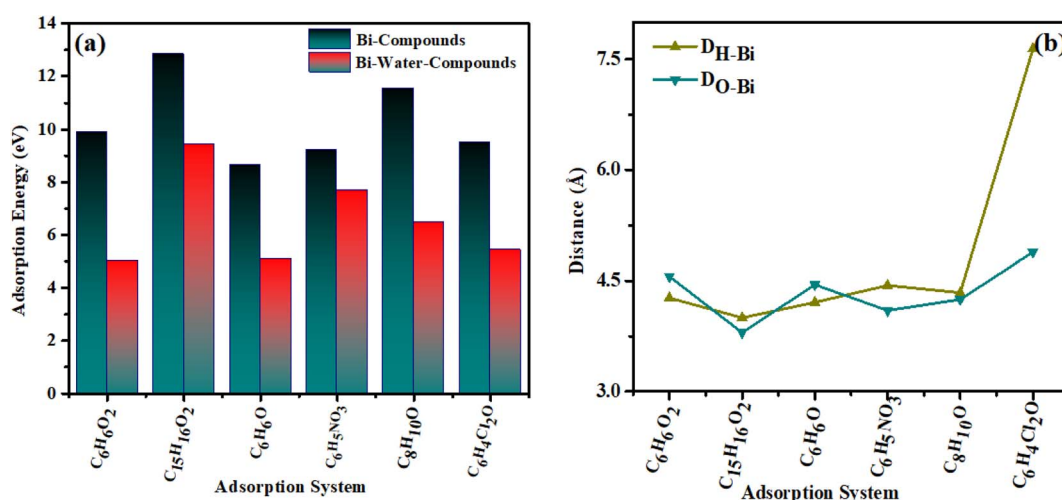 (a)
Bi-Compounds
Bi-Water-Compounds
Adsorption Energy (eV)
14
12
10
8
6
4
2
0
C6H6O2
C15H16O2
C6H6O
C6H5NO3
C8H10O
C6H4Cl2O
Adsorption System
(b)
DH-Bi
DO-Bi
Distance (Å)
7.5
6.0
4.5
3.0
C6H6O2
C15H16O2
C6H6O
C6H5NO3
C8H10O
C6H4Cl2O
Adsorption System